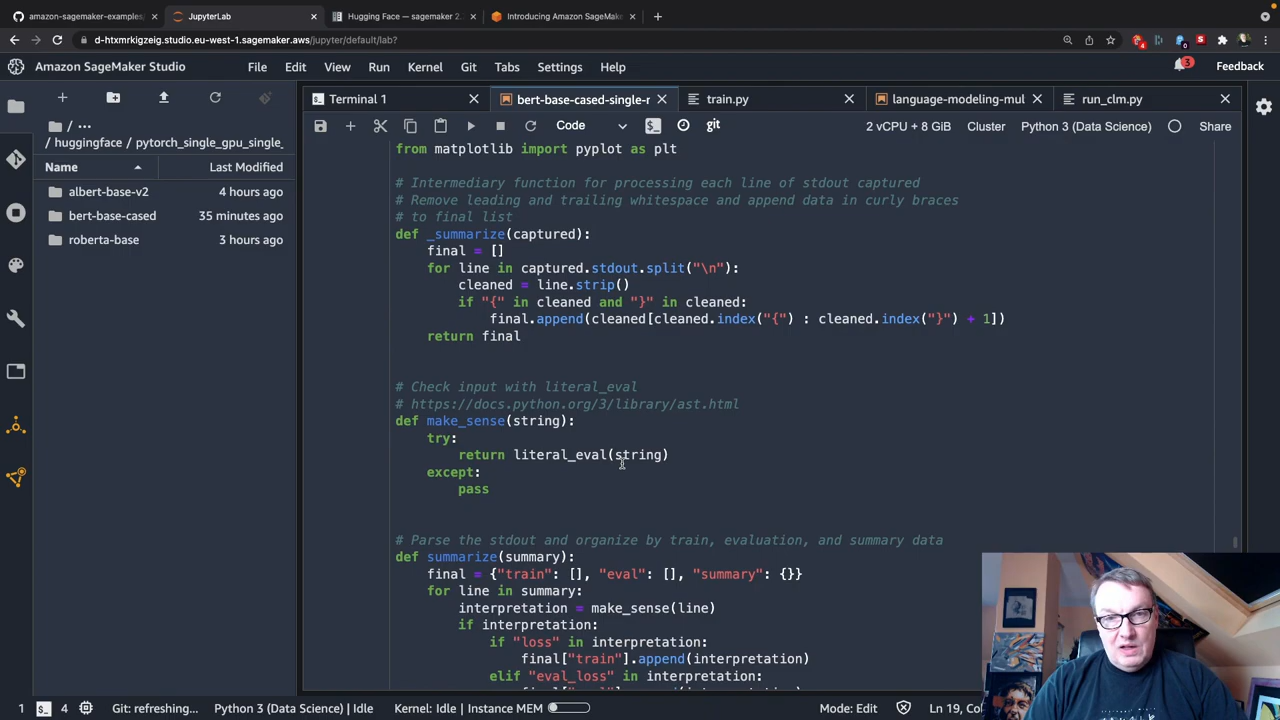 amazon-sagemaker-examples/
JupyterLab
Hugging Face — sagemaker 2.
Introducing Amazon SageMake
d-htxmrkigzeig.studio.eu-west-1.sagemaker.aws/jupyter/default/lab?
Amazon SageMaker Studio
File Edit View Run Kernel Git Tabs Settings Help
3
Feedback
Terminal 1
bert-base-cased-single-r
train.py
language-modeling-mul
run_clm.py
Code
git
2 vCPU + 8 GiB
Cluster
Python 3 (Data Science)
Share
/ ...
/ huggingface / pytorch_single_gpu_single_
Name
Last Modified
albert-base-v2 4 hours ago
bert-base-cased 35 minutes ago
roberta-base 3 hours ago
from matplotlib import pyplot as plt
# Intermediary function for processing each line of stdout captured
# Remove leading and trailing whitespace and append data in curly braces
# to final list
def _summarize(captured):
final = []
for line in captured.stdout.split("\n"):
cleaned = line.strip()
if "{" in cleaned and "}" in cleaned:
final.append(cleaned[cleaned.index("{") : cleaned.index("}") + 1])
return final
# Check input with literal_eval
# https://docs.python.org/3/library/ast.html
def make_sense(string):
try:
return literal_eval(string)
except:
pass
# Parse the stdout and organize by train, evaluation, and summary data
def summarize(summary):
final = {"train": [], "eval": [], "summary": {}}
for line in summary:
interpretation = make_sense(line)
if interpretation:
if "loss" in interpretation:
final["train"].append(interpretation)
elif "eval_loss" in interpretation:
1
4
Git: refreshing...
Python 3 (Data Science) | Idle
Kernel: Idle | Instance MEM
Mode: Edit
Ln 19, Co